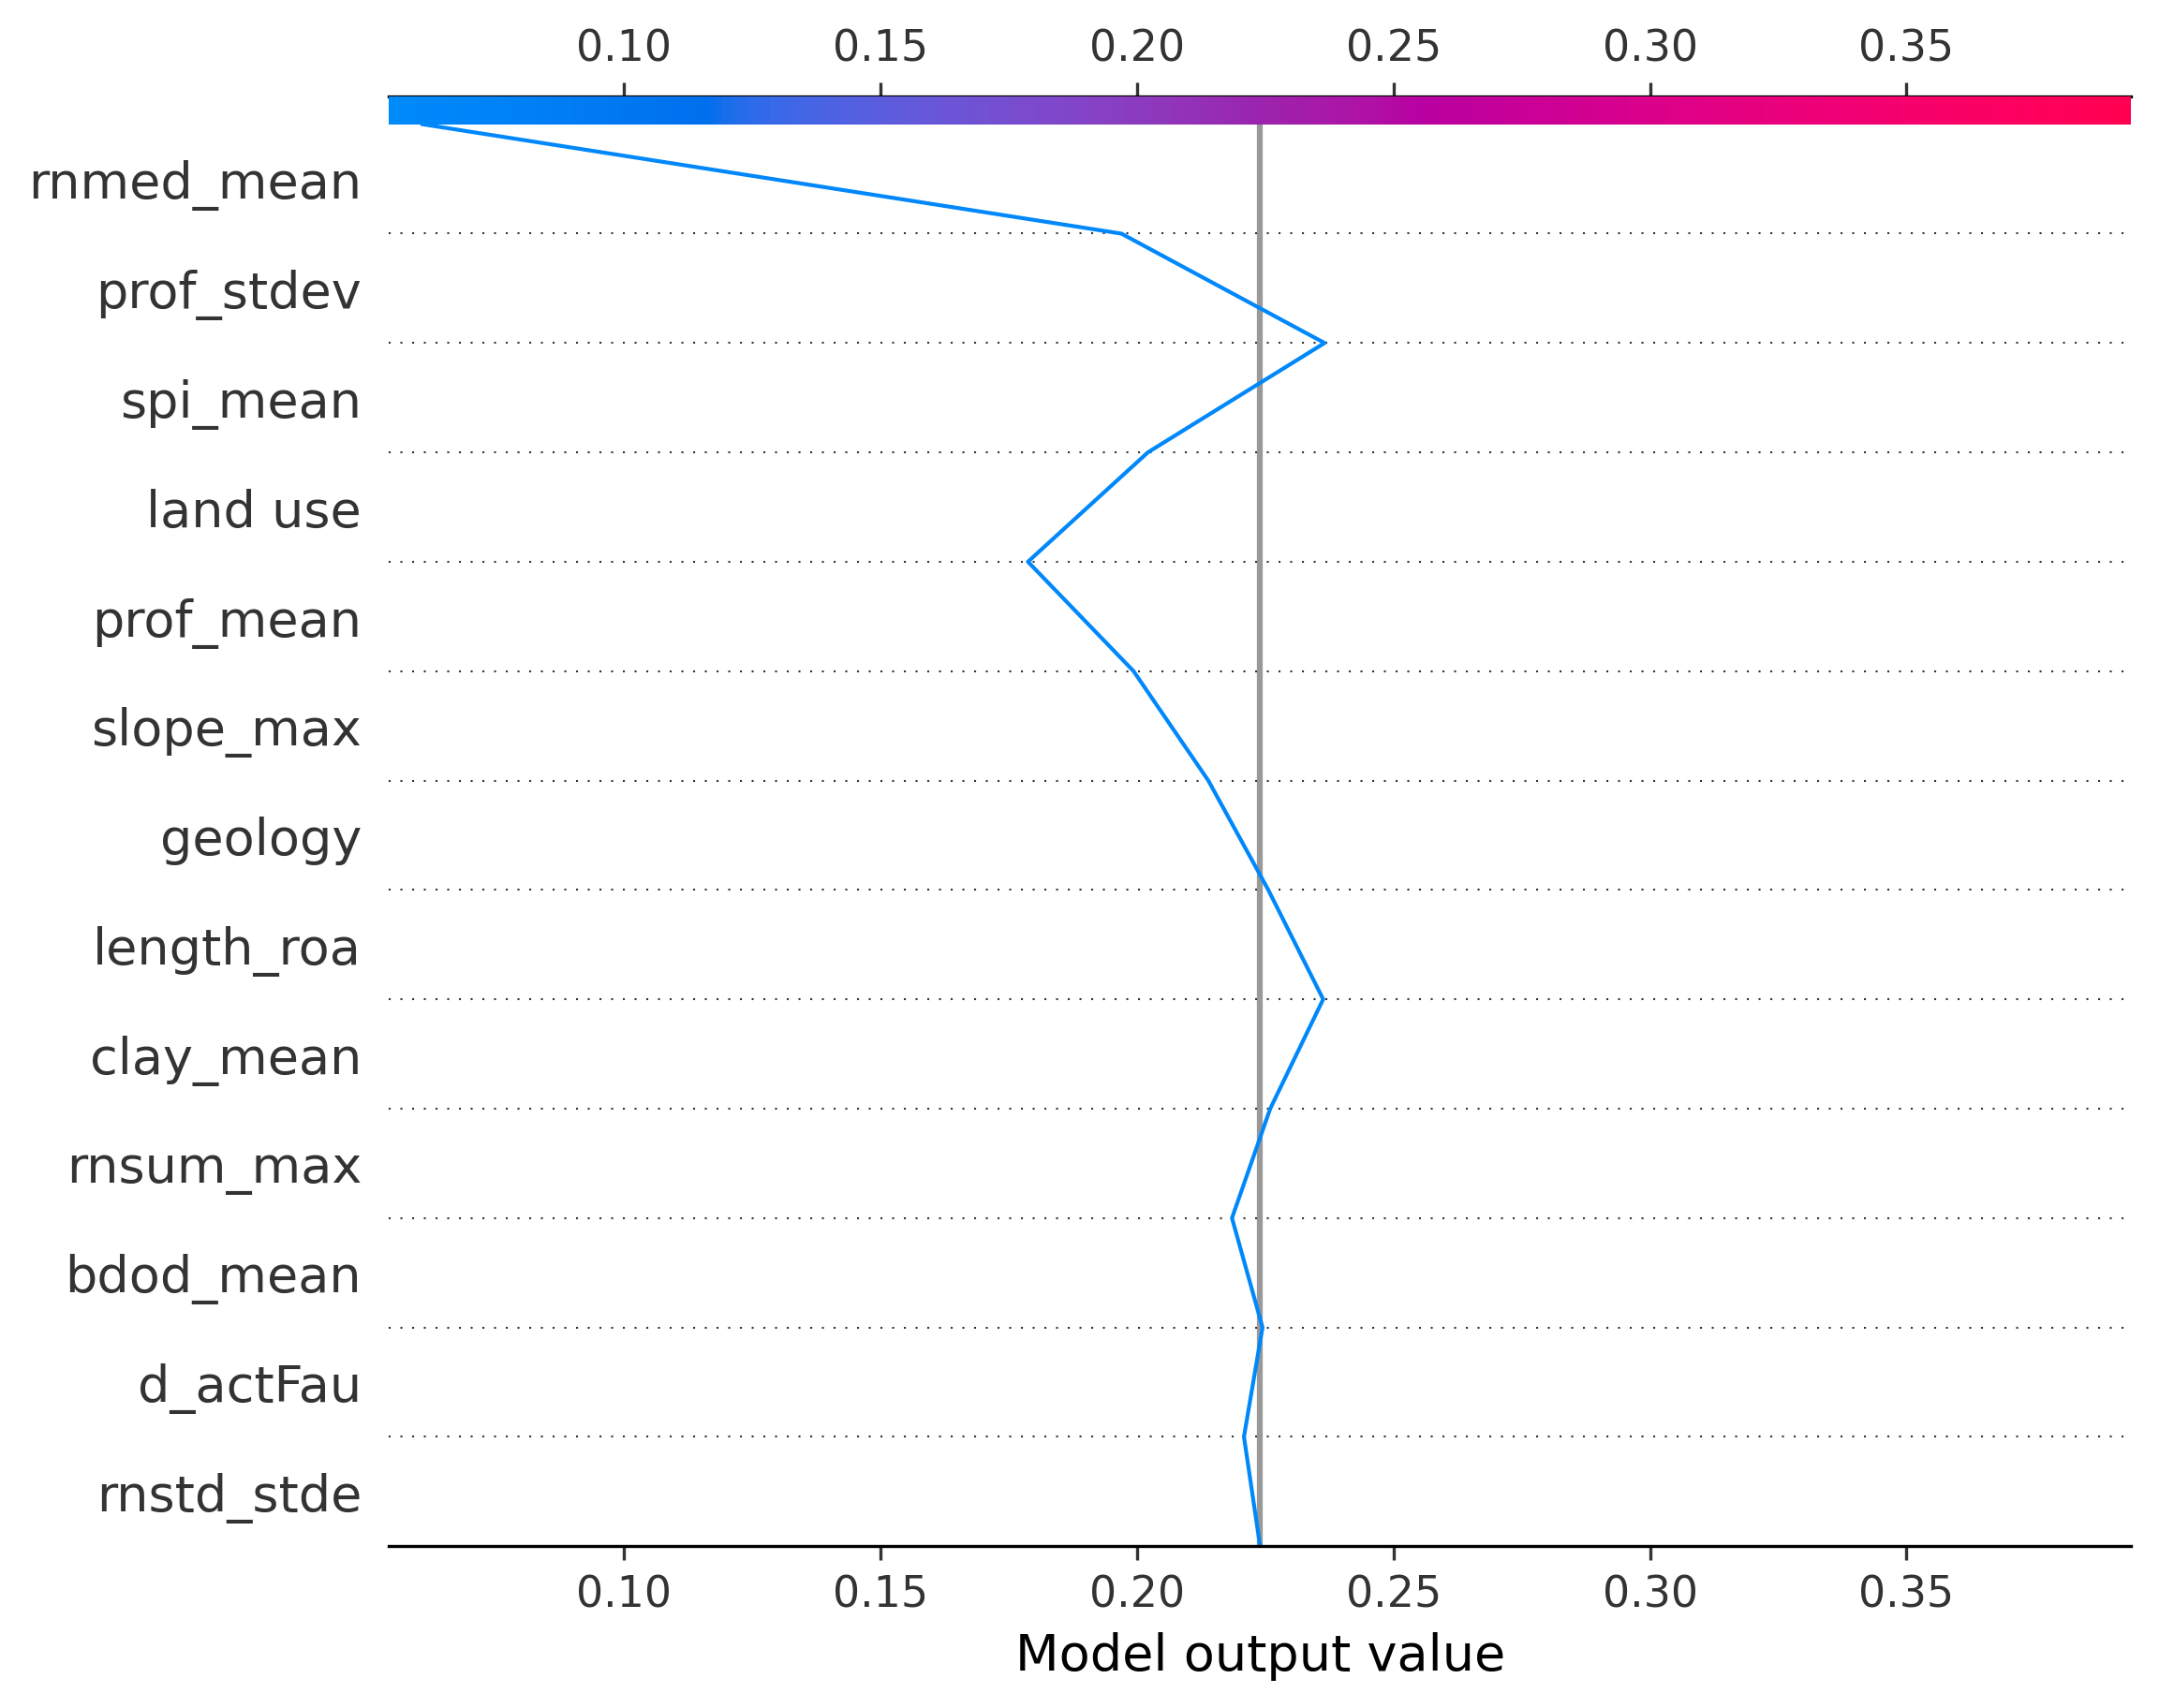 0.10 0.15 0.20 0.25 0.30 0.35
rnmed_mean
prof_stdev
spi_mean
land use
prof_mean
slope_max
geology
length_roa
clay_mean
rnsum_max
bdod_mean
d_actFau
rnstd_stde
0.10 0.15 0.20 0.25 0.30 0.35
Model output value